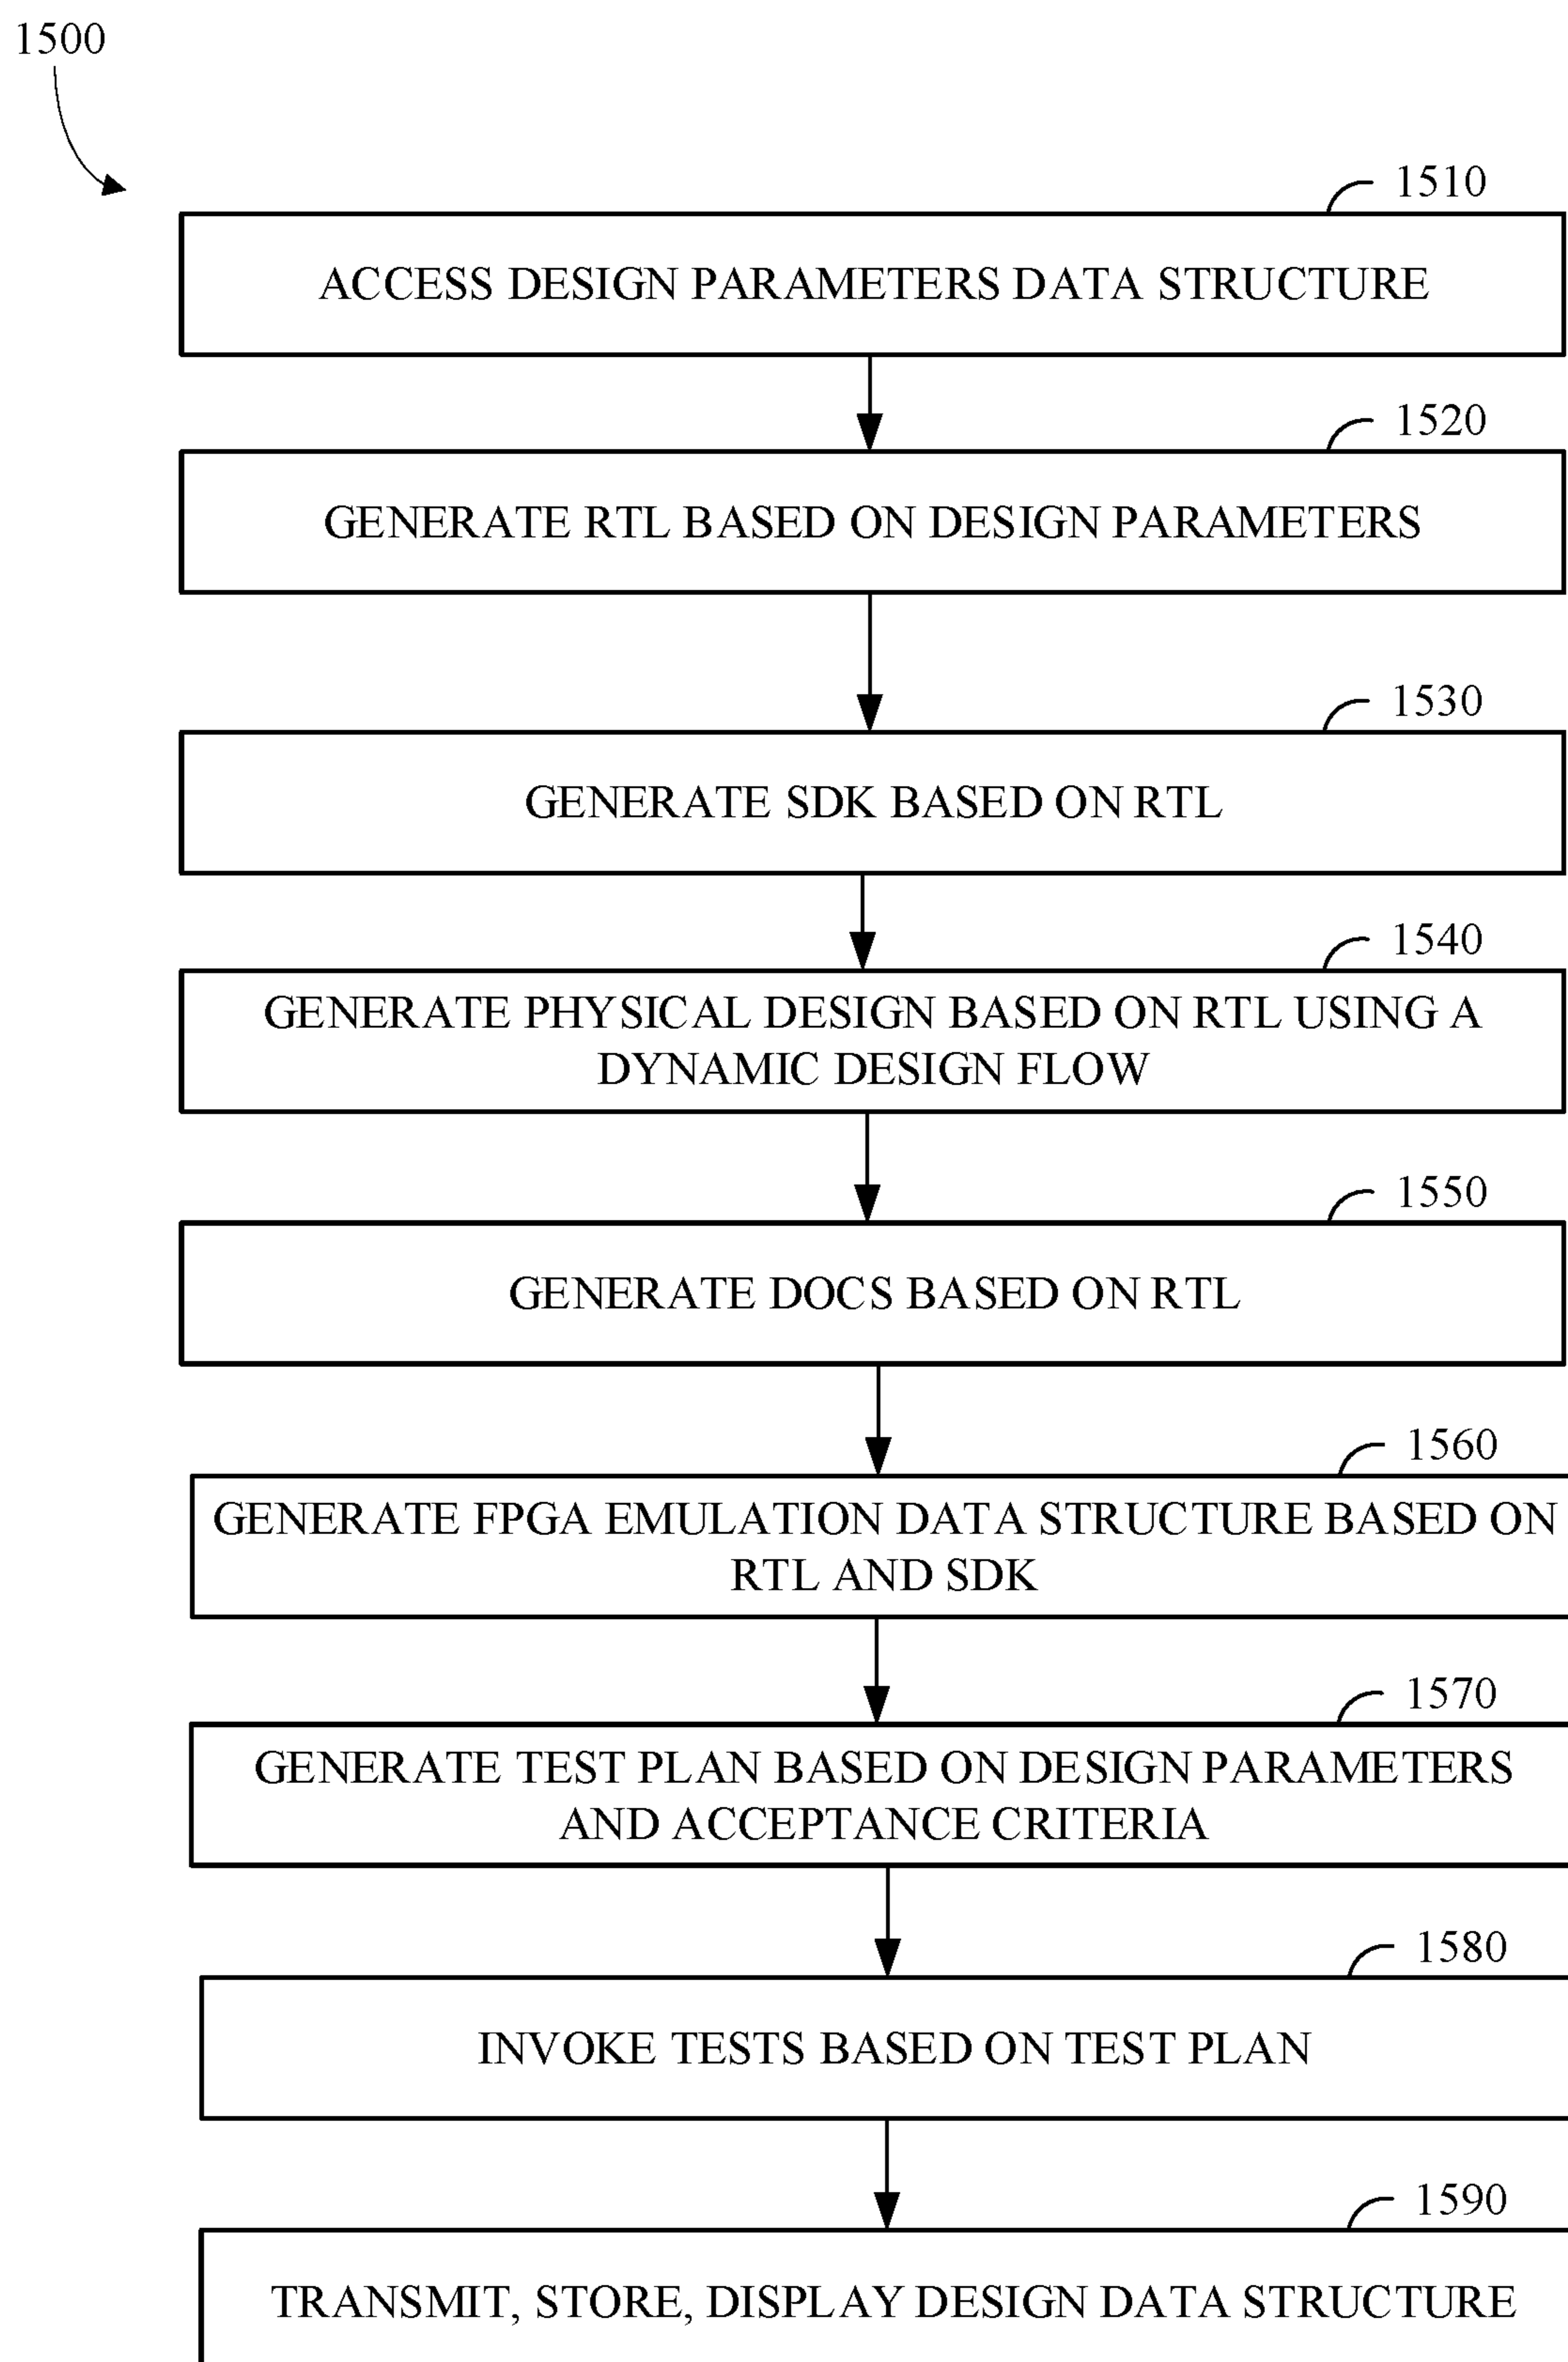 1500
1510
ACCESS DESIGN PARAMETERS DATA STRUCTURE
1520
GENERATE RTL BASED ON DESIGN PARAMETERS
1530
GENERATE SDK BASED ON RTL
1540
GENERATE PHYSICAL DESIGN BASED ON RTL USING A
DYNAMIC DESIGN FLOW
1550
GENERATE DOCS BASED ON RTL
1560
GENERATE FPGA EMULATION DATA STRUCTURE BASED ON
RTL AND SDK
1570
GENERATE TEST PLAN BASED ON DESIGN PARAMETERS
AND ACCEPTANCE CRITERIA
1580
INVOKE TESTS BASED ON TEST PLAN
1590
TRANSMIT, STORE, DISPLAY DESIGN DATA STRUCTURE